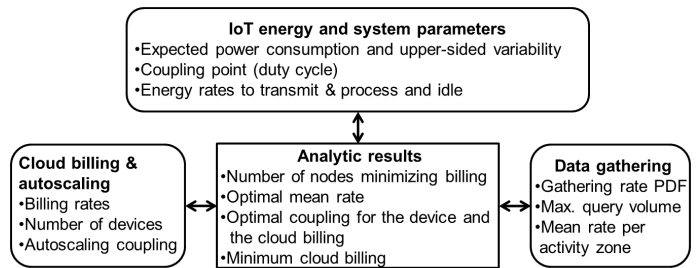 IoT energy and system parameters
•Expected power consumption and upper-sided variability
•Coupling point (duty cycle)
•Energy rates to transmit & process and idle
Cloud billing &
autoscaling
•Billing rates
•Number of devices
•Autoscaling coupling
Analytic results
•Number of nodes minimizing billing
•Optimal mean rate
•Optimal coupling for the device and
the cloud billing
•Minimum cloud billing
Data gathering
•Gathering rate PDF
•Max. query volume
•Mean rate per
activity zone